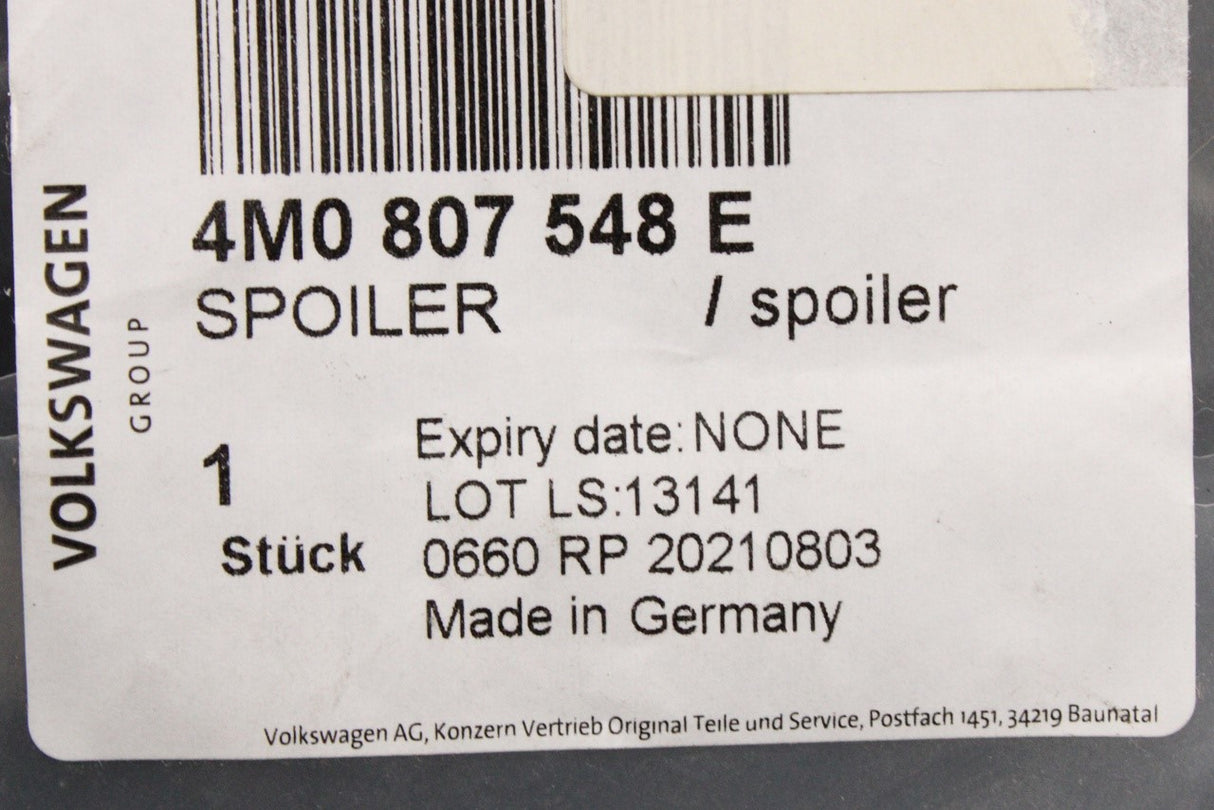 4M0 807 548 E
SPOILER / spoiler
VOLKSWAGEN
GROUP
1
Stück
Expiry date: NONE
LOT LS:13141
0660 RP 20210803
Made in Germany
Volkswagen AG, Konzern Vertrieb Original Teile und Service, Postfach 1451, 34219 Baunatal